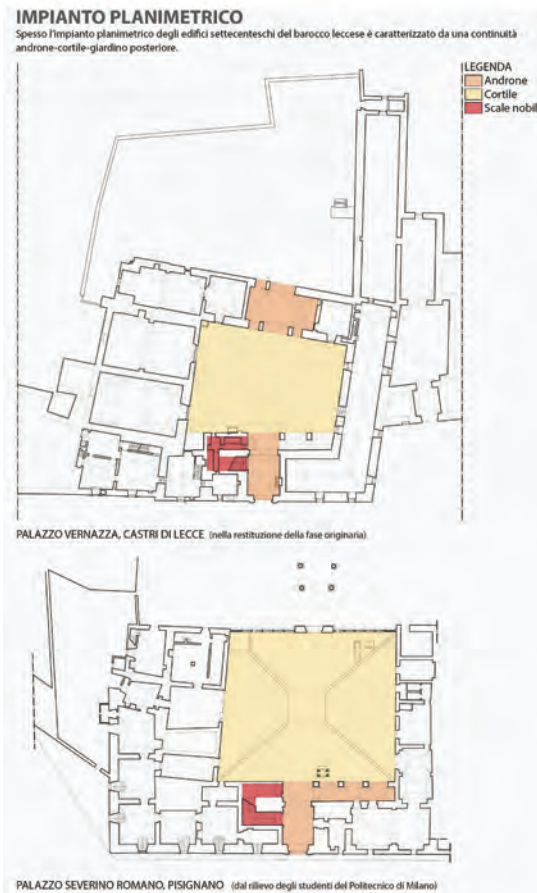 IMPIANTO PLANIMETRICO
Spesso l'impianto planimetrico degli edifici settecenteschi del barocco leccese è caratterizzato da una continuità
androne-cortile-giardino posteriore.
LEGENDA
Androne
Cortile
Scale nobil
PALAZZO VERNAZZA, CASTRI DI LECCE (nella restituzione della fase originaria)
PALAZZO SEVERINO ROMANO, PISIGNANO (dal rilievo degli studenti del Politecnico di Milano)